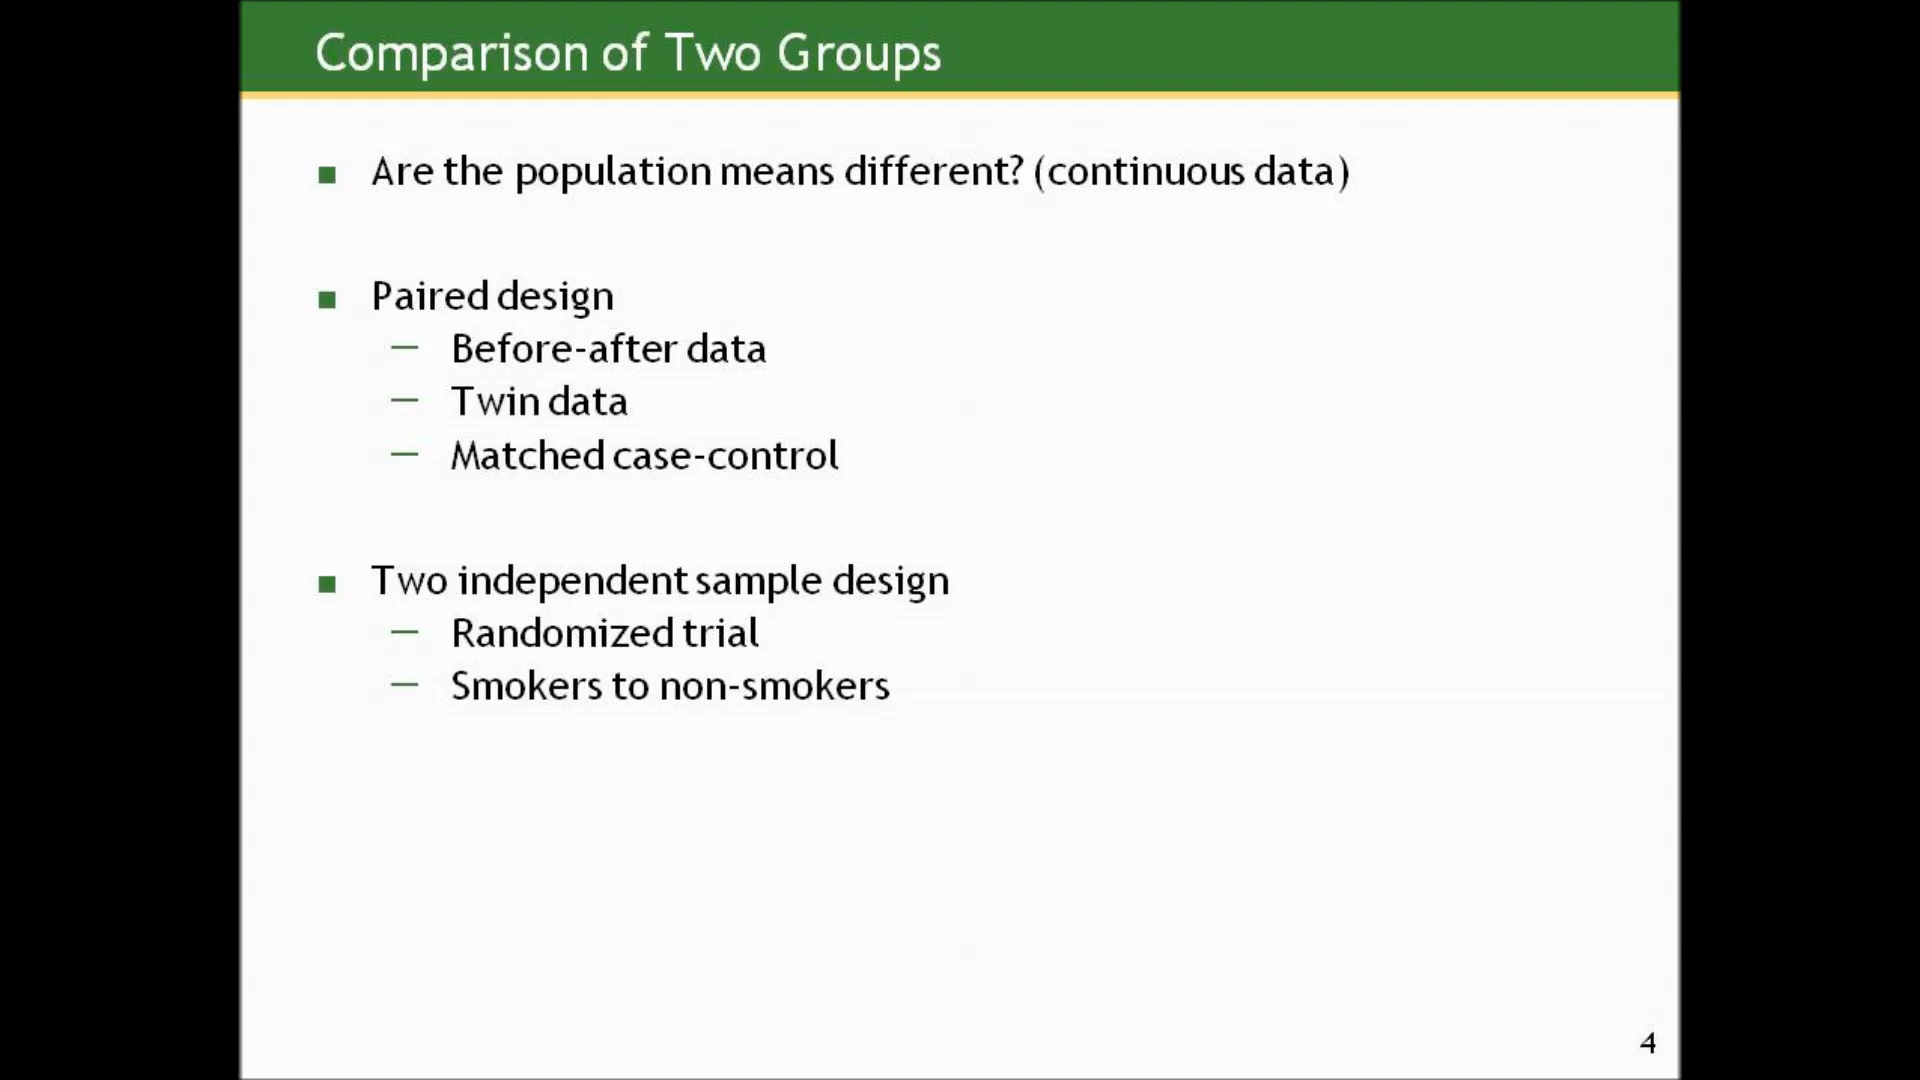 Comparison of Two Groups
Are the population means different? (continuous data)
Paired design
— Before-after data
— Twin data
— Matched case-control
Two independent sample design
— Randomized trial
— Smokers to non-smokers
4